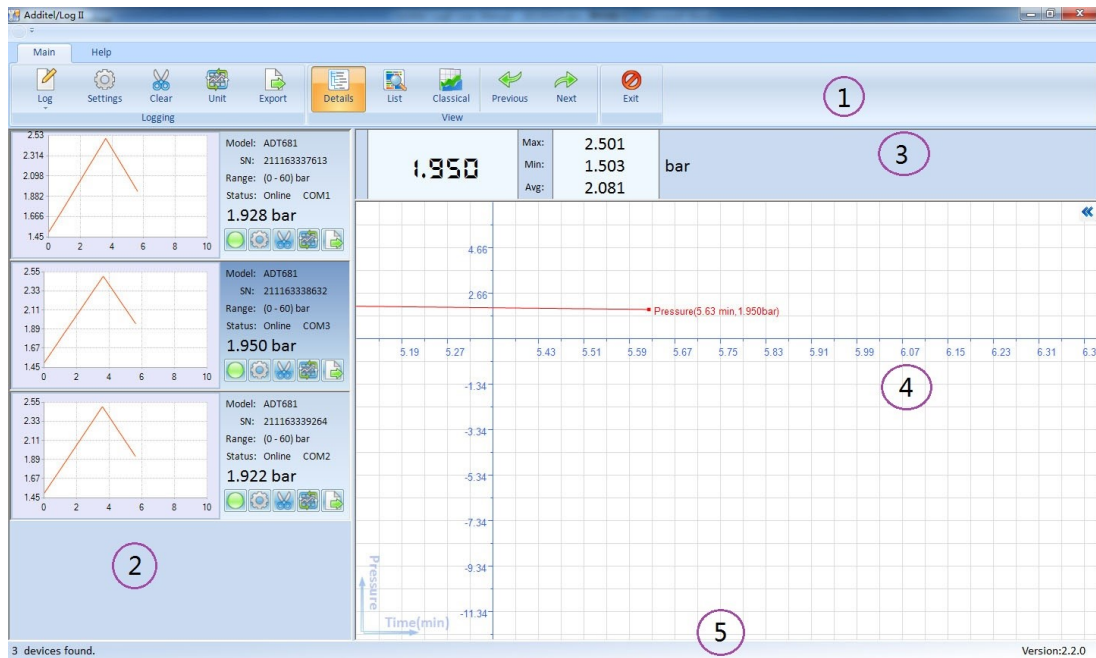 Additel/Log II
Main Help
Log Settings Clear Unit Export Details List Classical Previous Next Exit
Logging View
1
2.53
2.314
2.098
1.882
1.666
1.45
0 2 4 6 8 10
Model: ADT681
SN: 211163337613
Range: (0 - 60) bar
Status: Online COM1
1.928 bar
2.55
2.33
2.11
1.89
1.67
1.45
0 2 4 6 8 10
Model: ADT681
SN: 211163338632
Range: (0 - 60) bar
Status: Online COM3
1.950 bar
2.55
2.33
2.11
1.89
1.67
1.45
0 2 4 6 8 10
Model: ADT681
SN: 211163339264
Range: (0 - 60) bar
Status: Online COM2
1.922 bar
2
1.950
Max: 2.501
Min: 1.503
Avg: 2.081
bar
3
4.66
2.66
Pressure(5.63 min,1.950bar)
5.19 5.27 5.43 5.51 5.59 5.67 5.75 5.83 5.91 5.99 6.07 6.15 6.23 6.31 6.3
4
-1.34
-3.34
-5.34
-7.34
-9.34
-11.34
Pressure
Time(min)
5
3 devices found. Version:2.2.0